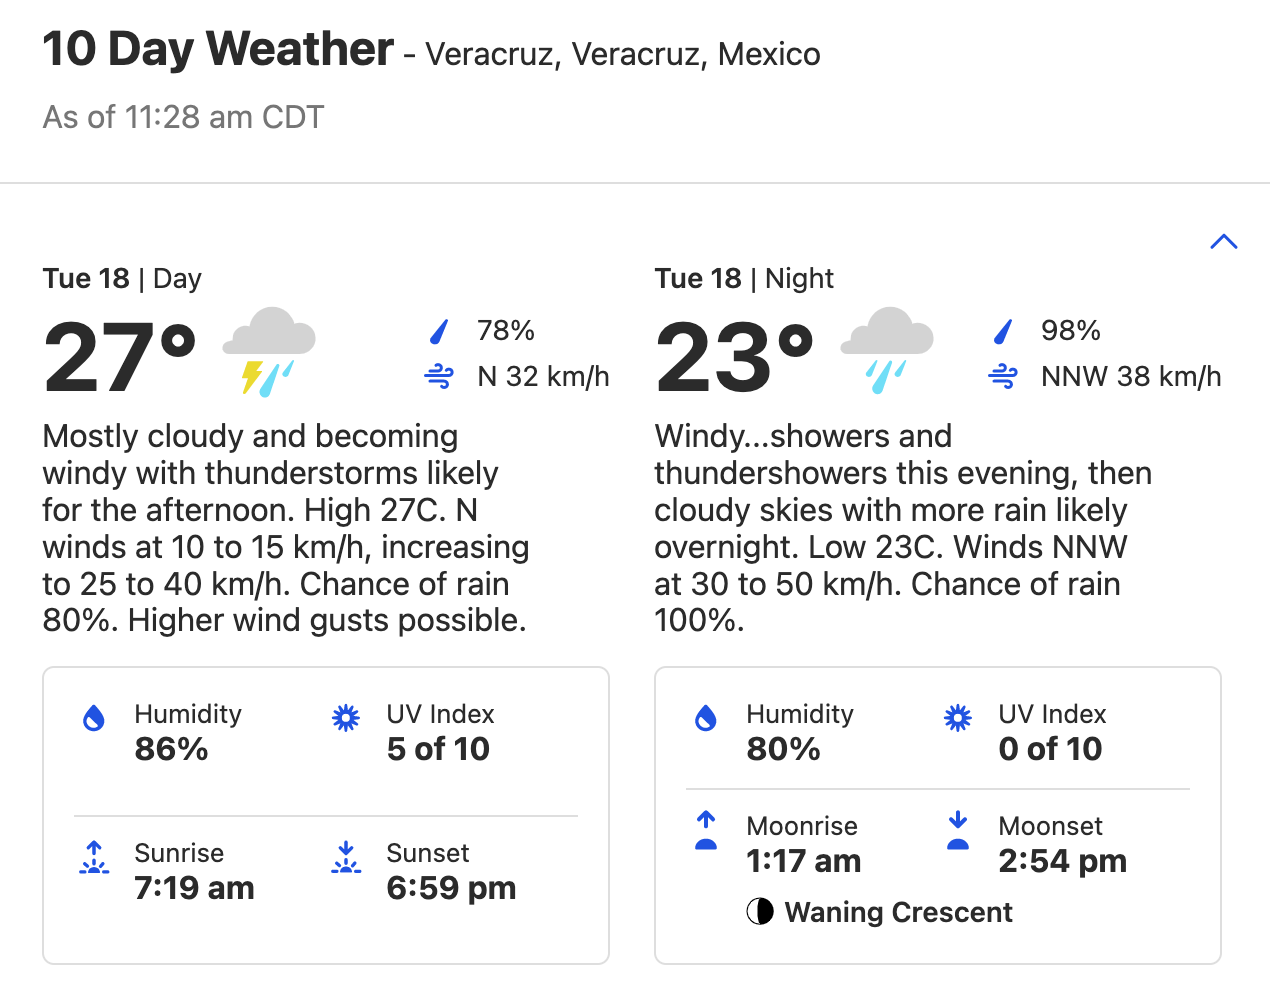 10 Day Weather - Veracruz, Veracruz, Mexico
As of 11:28 am CDT
Tue 18 | Day
27°
78%
N 32 km/h
Mostly cloudy and becoming
windy with thunderstorms likely
for the afternoon. High 27C. N
winds at 10 to 15 km/h, increasing
to 25 to 40 km/h. Chance of rain
80%. Higher wind gusts possible.
Humidity
86%
UV Index
5 of 10
Sunrise
7:19 am
Sunset
6:59 pm
Tue 18 | Night
23°
98%
NNW 38 km/h
Windy...showers and
thundershowers this evening, then
cloudy skies with more rain likely
overnight. Low 23C. Winds NNW
at 30 to 50 km/h. Chance of rain
100%.
Humidity
80%
UV Index
0 of 10
Moonrise
1:17 am
Moonset
2:54 pm
Waning Crescent